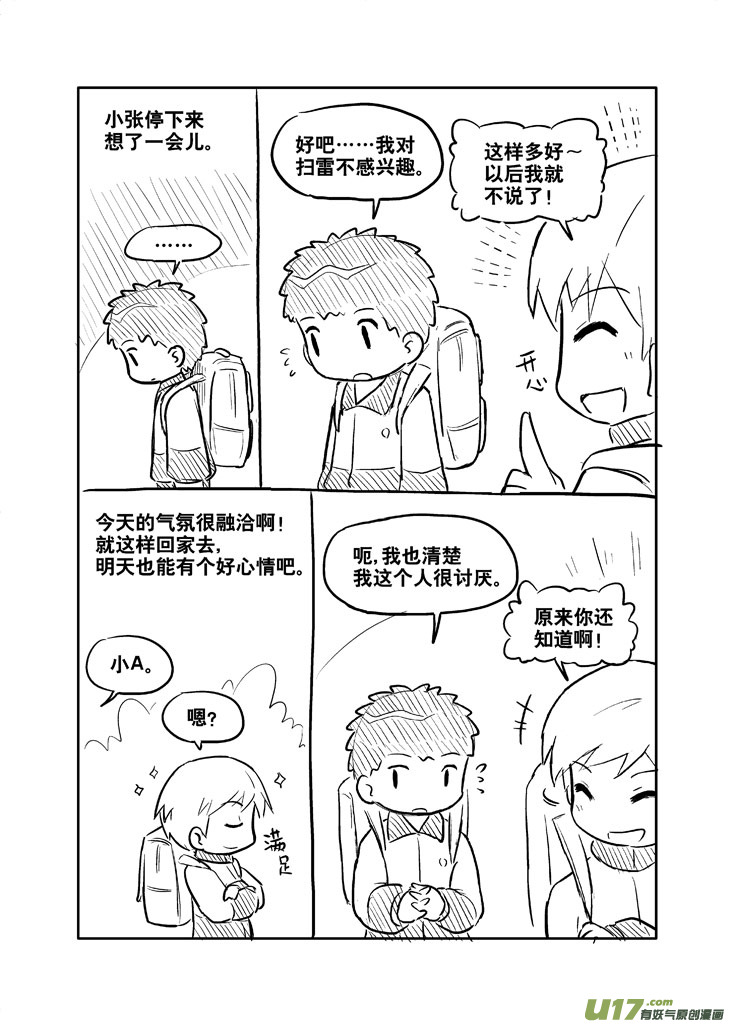 小张停下来
想了一会儿。
……
好吧……我对
扫雷不感兴趣。
这样多好~
以后我就
不说了!
开心
今天的气氛很融洽啊!
就这样回家去,
明天也能有个好心情吧。
小A。
嗯?
满足
呃,我也清楚
我这个人很讨厌。
原来你还
知道啊!
U17.com
有妖气原创漫画